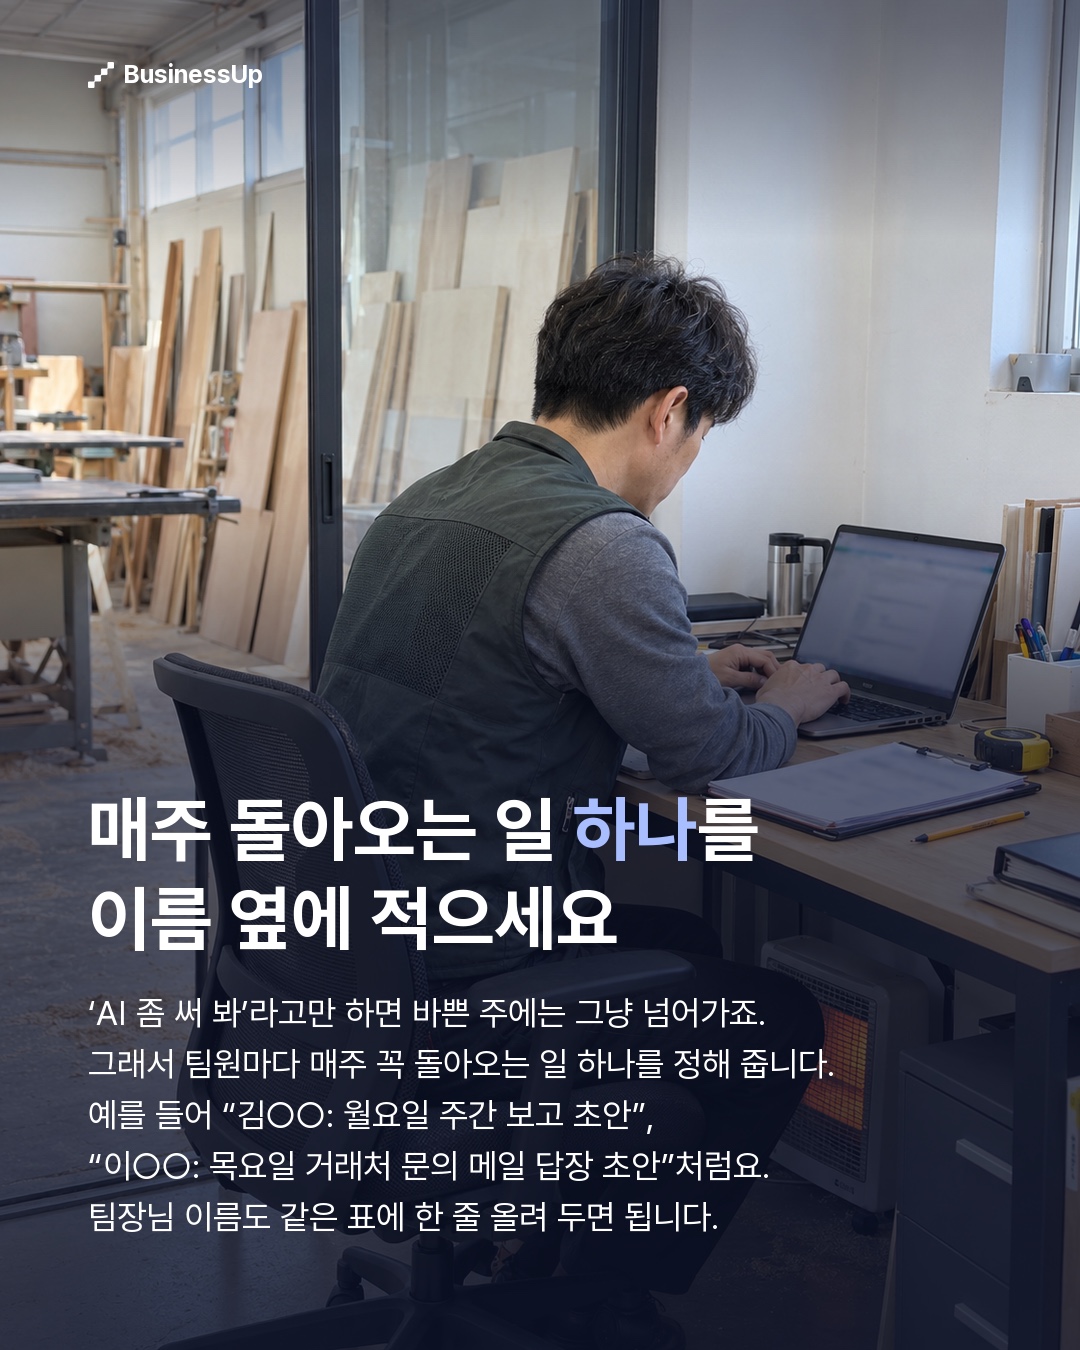 BusinessUp
매주 돌아오는 일 하나를
이름 옆에 적으세요
‘AI 좀 써 봐’라고만 하면 바쁜 주에는 그냥 넘어가죠.
그래서 팀원마다 매주 꼭 돌아오는 일 하나를 정해 줍니다.
예를 들어 “김○○: 월요일 주간 보고 초안”,
“이○○: 목요일 거래처 문의 메일 답장 초안”처럼요.
팀장님 이름도 같은 표에 한 줄 올려 두면 됩니다.